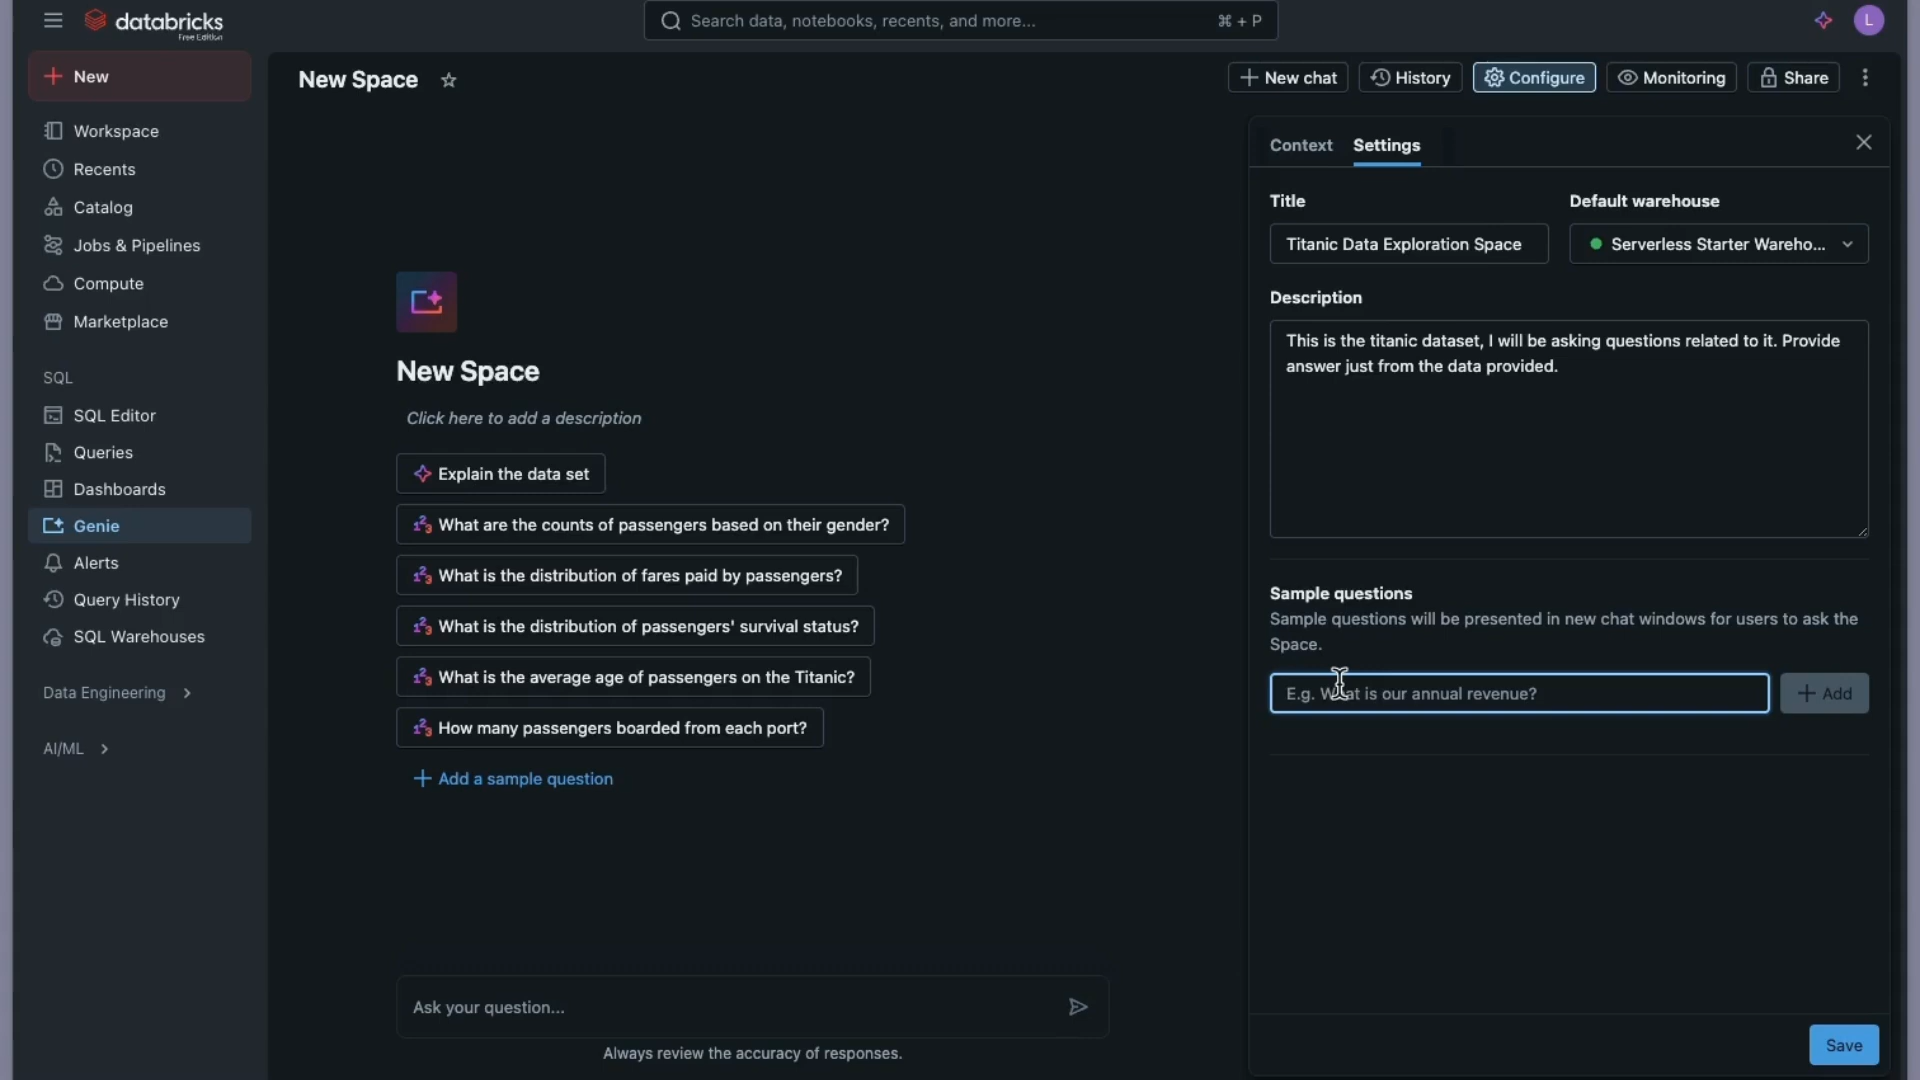 databricks
Free Edition
Search data, notebooks, recents, and more...
⌘ + P
L
New
Workspace
Recents
Catalog
Jobs & Pipelines
Compute
Marketplace
SQL
SQL Editor
Queries
Dashboards
Genie
Alerts
Query History
SQL Warehouses
Data Engineering
AI/ML
New Space
New chat
History
Configure
Monitoring
Share
New Space
Click here to add a description
Explain the data set
What are the counts of passengers based on their gender?
What is the distribution of fares paid by passengers?
What is the distribution of passengers' survival status?
What is the average age of passengers on the Titanic?
How many passengers boarded from each port?
Add a sample question
Ask your question...
Always review the accuracy of responses.
Context
Settings
Title
Default warehouse
Titanic Data Exploration Space
Serverless Starter Wareho...
Description
This is the titanic dataset, I will be asking questions related to it. Provide
answer just from the data provided.
Sample questions
Sample questions will be presented in new chat windows for users to ask the
Space.
E.g. What is our annual revenue?
Add
Save